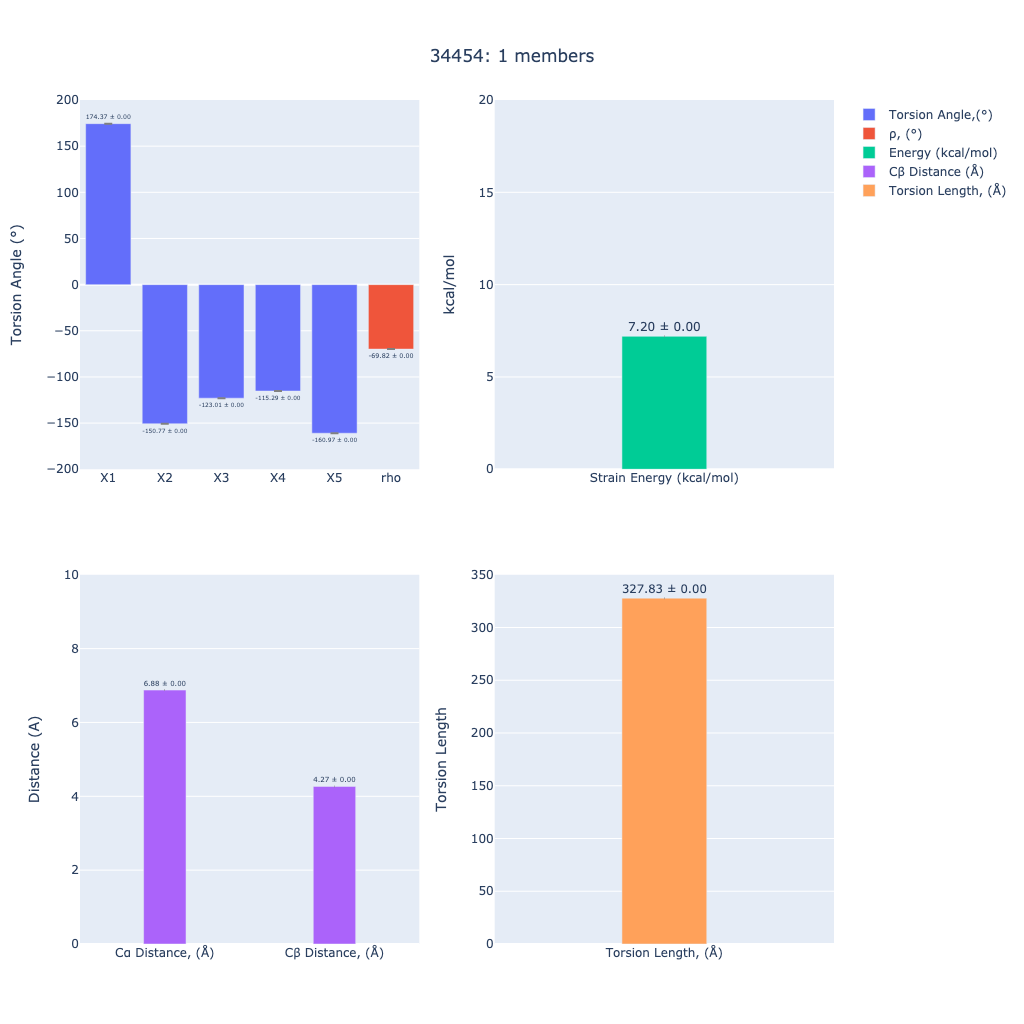 34454: 1 members
Torsion Angle (°)
200
150
100
50
0
−50
−100
−150
−200
174.37 ± 0.00
-150.77 ± 0.00
-123.01 ± 0.00
-115.29 ± 0.00
-160.97 ± 0.00
-69.82 ± 0.00
X1 X2 X3 X4 X5 rho
kcal/mol
20
15
10
5
0
7.20 ± 0.00
Strain Energy (kcal/mol)
Torsion Angle,(°)
ρ, (°)
Energy (kcal/mol)
Cβ Distance (Å)
Torsion Length, (Å)
Distance (A)
10
8
6
4
2
0
6.88 ± 0.00
4.27 ± 0.00
Cα Distance, (Å) Cβ Distance, (Å)
Torsion Length
350
300
250
200
150
100
50
0
327.83 ± 0.00
Torsion Length, (Å)